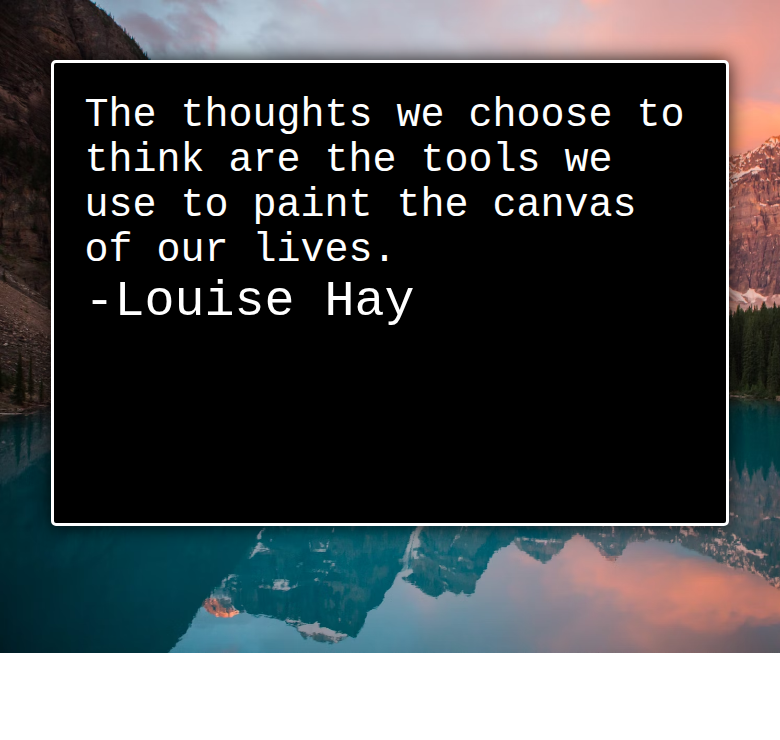 The thoughts we choose to
think are the tools we
use to paint the canvas
of our lives.
-Louise Hay